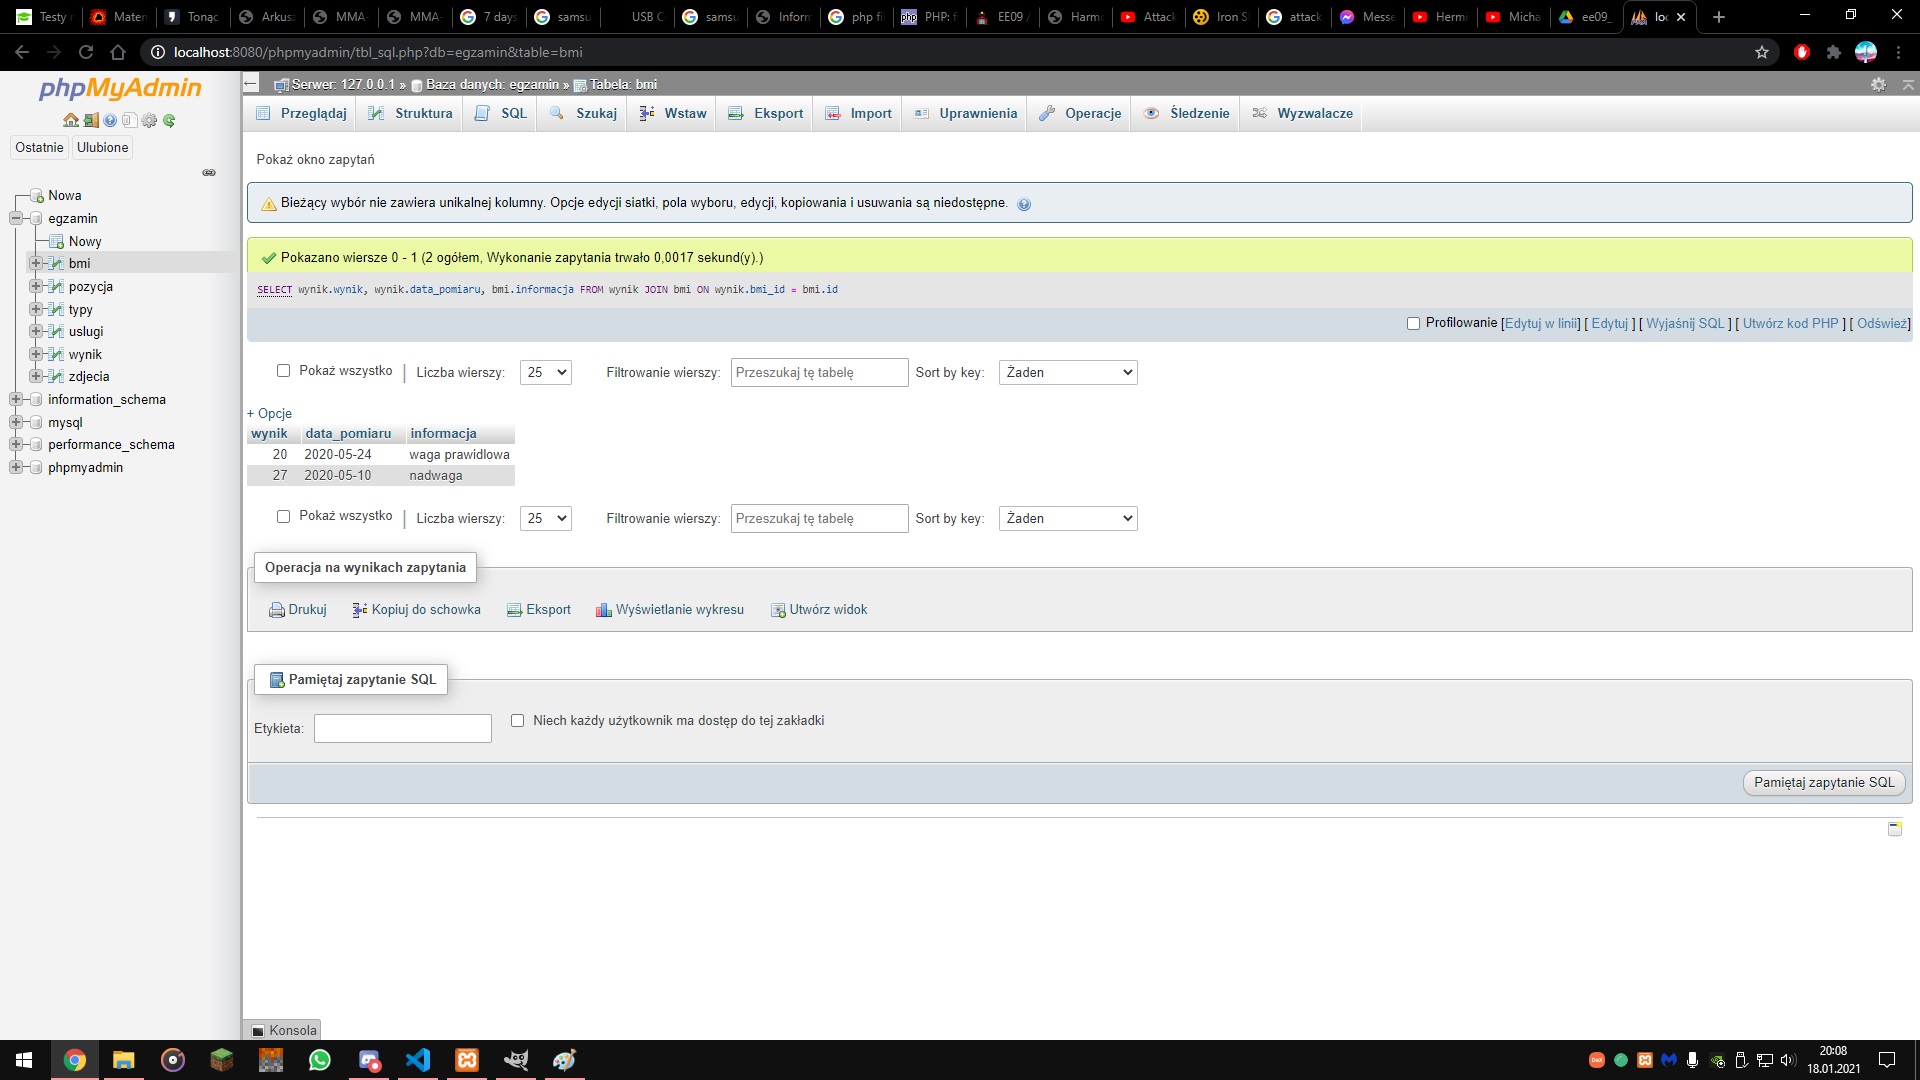 Testy
Matem
Tonąc
Arkusz
MMA-
MMA-
7 days
samsu
USB C
samsu
Inform
php fi
PHP: f
EE09 /
Harmo
Attack
Iron S
attack
Messe
Hermi
Micha
ee09_
loc
localhost:8080/phpmyadmin/tbl_sql.php?db=egzamin&table=bmi
phpMyAdmin
Ostatnie
Ulubione
Nowa
egzamin
Nowy
bmi
pozycja
typy
uslugi
wynik
zdjecia
information_schema
mysql
performance_schema
phpmyadmin
Serwer: 127.0.0.1 » Baza danych: egzamin » Tabela: bmi
Przeglądaj
Struktura
SQL
Szukaj
Wstaw
Eksport
Import
Uprawnienia
Operacje
Śledzenie
Wyzwalacze
Pokaż okno zapytań
Bieżący wybór nie zawiera unikalnej kolumny. Opcje edycji siatki, pola wyboru, edycji, kopiowania i usuwania są niedostępne.
Pokazano wiersze 0 - 1 (2 ogółem, Wykonanie zapytania trwało 0,0017 sekund(y).)
SELECT wynik.wynik, wynik.data_pomiaru, bmi.informacja FROM wynik JOIN bmi ON wynik.bmi_id = bmi.id
Profilowanie [Edytuj w linii] [ Edytuj ] [ Wyjaśnij SQL ] [ Utwórz kod PHP ] [ Odśwież]
Pokaż wszystko | Liczba wierszy: 25 Filtrowanie wierszy: Przeszukaj tę tabelę Sort by key: Żaden
+ Opcje
wynik data_pomiaru informacja
20 2020-05-24 waga prawidlowa
27 2020-05-10 nadwaga
Pokaż wszystko | Liczba wierszy: 25 Filtrowanie wierszy: Przeszukaj tę tabelę Sort by key: Żaden
Operacja na wynikach zapytania
Drukuj
Kopiuj do schowka
Eksport
Wyświetlanie wykresu
Utwórz widok
Pamiętaj zapytanie SQL
Etykieta:
Niech każdy użytkownik ma dostęp do tej zakładki
Pamiętaj zapytanie SQL
Konsola
20:08
18.01.2021